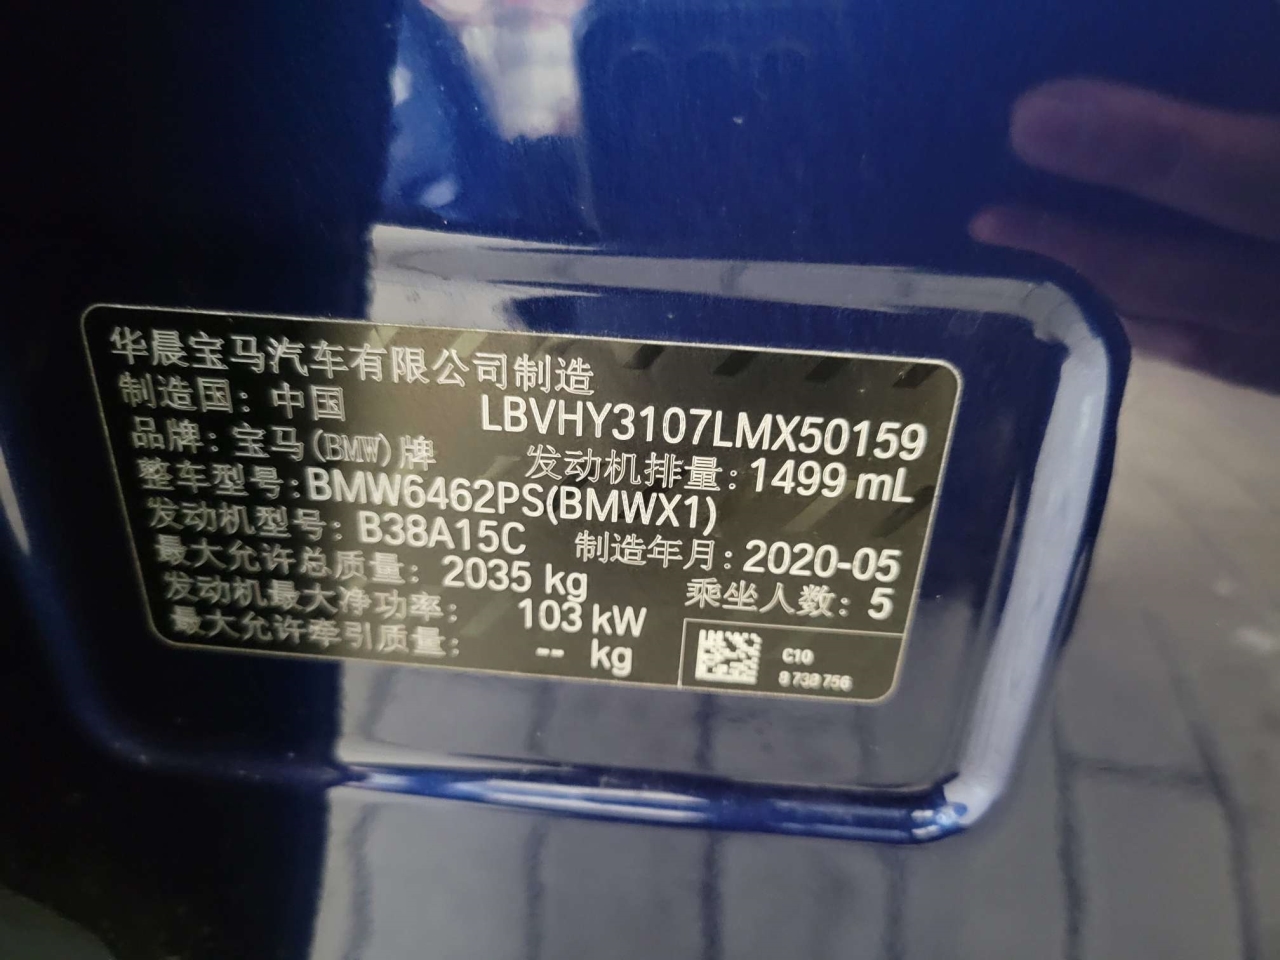 华晨宝马汽车有限公司制造
制造国：中国 LBVHY3107LMX50159
品牌：宝马(BMW)牌 发动机排量：1499 mL
整车型号：BMW6462PS(BMWX1)
发动机型号：B38A15C 制造年月：2020-05
最大允许总质量：2035 kg 乘坐人数：5
发动机最大净功率：103 kW
最大允许牵引质量：-- kg
C10
8 738 756